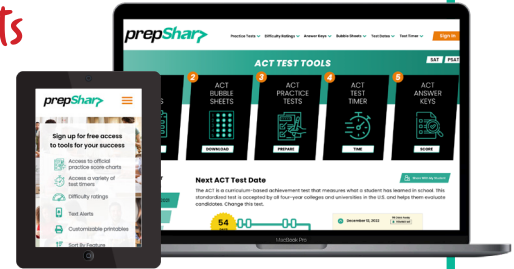 ts
prepSharp
Practice Tests Difficulty Ratings Answer Keys Bubble Sheets Test Dates Test Timer Sign In
ACT TEST TOOLS
SAT PSAT
2
ACT
BUBBLE
SHEETS
DOWNLOAD
3
ACT
PRACTICE
TESTS
PREPARE
4
ACT
TEST
TIMER
TIME
5
ACT
ANSWER
KEYS
SCORE
Next ACT Test Date
The ACT is a curriculum-based achievement test that measures what a student has learned in school. This
standardized test is accepted by all four-year colleges and universities in the U.S. and helps them evaluate
candidates. Change this test.
54
December 10, 2022
MacBook Pro
prepSharp
Sign up for free access
to tools for your success
Access to official
practice
Access a variety of
test timers
Difficulty ratings
Text Alerts
Customizable printables
Sort By Feature